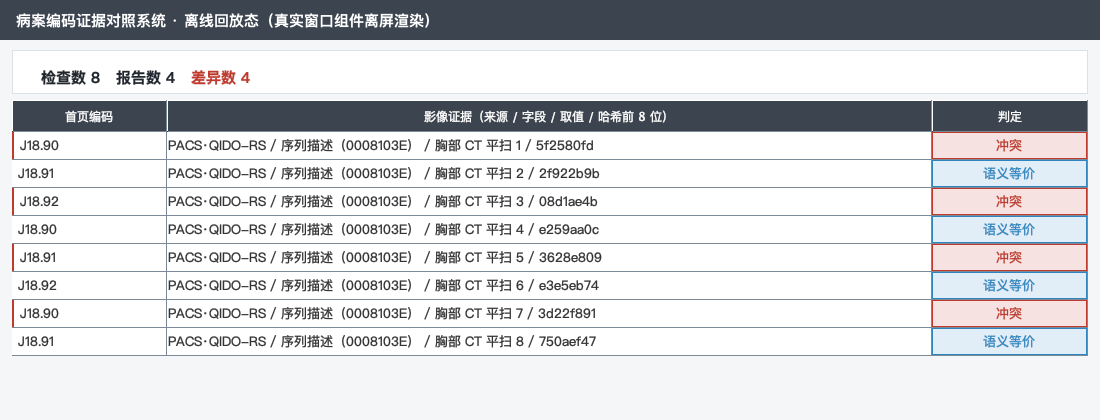 病案编码证据对照系统 · 离线回放态（真实窗口组件离屏渲染）
检查数 8 报告数 4 差异数 4
首页编码 影像证据（来源 / 字段 / 取值 / 哈希前 8 位） 判定
J18.90 PACS·QIDO-RS / 序列描述（0008103E） / 胸部 CT 平扫 1 / 5f2580fd 冲突
J18.91 PACS·QIDO-RS / 序列描述（0008103E） / 胸部 CT 平扫 2 / 2f922b9b 语义等价
J18.92 PACS·QIDO-RS / 序列描述（0008103E） / 胸部 CT 平扫 3 / 08d1ae4b 冲突
J18.90 PACS·QIDO-RS / 序列描述（0008103E） / 胸部 CT 平扫 4 / e259aa0c 语义等价
J18.91 PACS·QIDO-RS / 序列描述（0008103E） / 胸部 CT 平扫 5 / 3628e809 冲突
J18.92 PACS·QIDO-RS / 序列描述（0008103E） / 胸部 CT 平扫 6 / e3e5eb74 语义等价
J18.90 PACS·QIDO-RS / 序列描述（0008103E） / 胸部 CT 平扫 7 / 3d22f891 冲突
J18.91 PACS·QIDO-RS / 序列描述（0008103E） / 胸部 CT 平扫 8 / 750aef47 语义等价